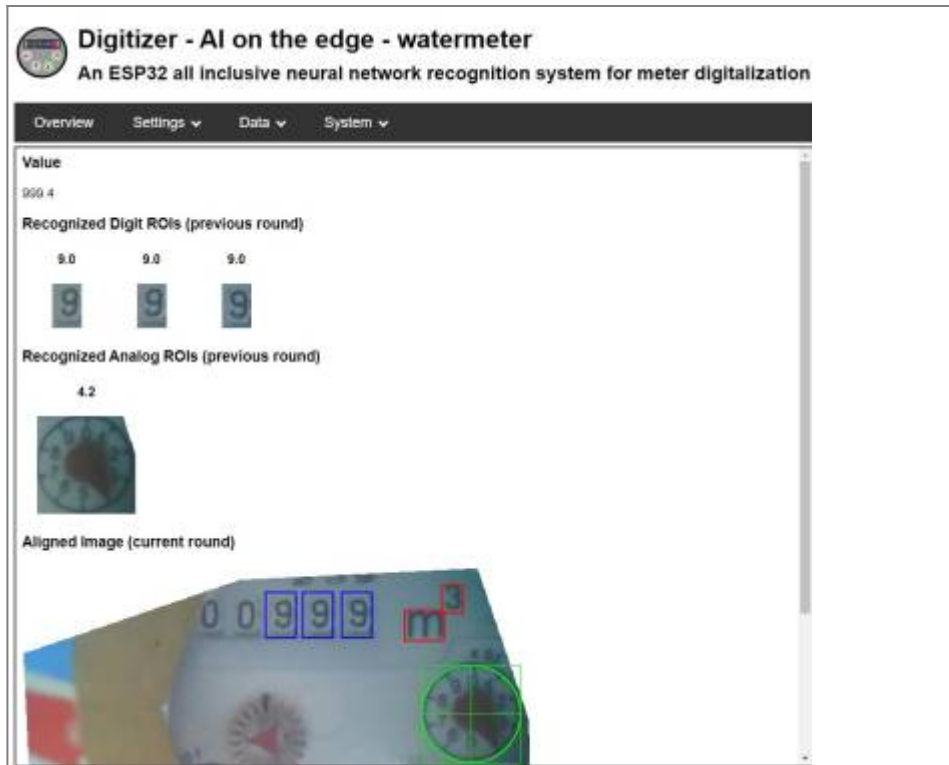 Digitizer - AI on the edge - watermeter
An ESP32 all inclusive neural network recognition system for meter digitalization
Overview Settings Data System
Value
999.4
Recognized Digit ROIs (previous round)
9.0 9.0 9.0
9 9 9
Recognized Analog ROIs (previous round)
4.2
Aligned Image (current round)
0 0 9 9 9 m3